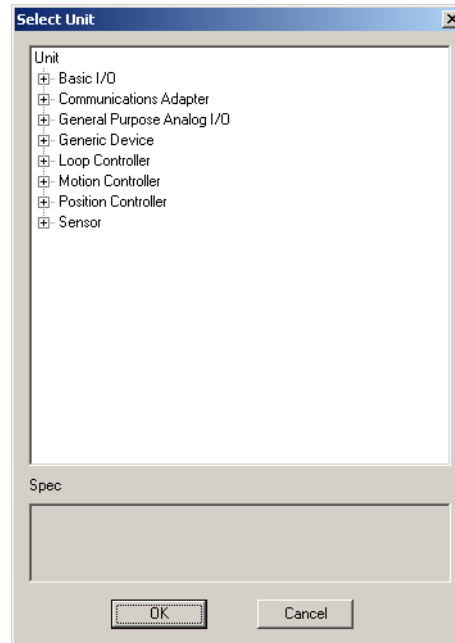 Select Unit
Unit
Basic I/O
Communications Adapter
General Purpose Analog I/O
Generic Device
Loop Controller
Motion Controller
Position Controller
Sensor
Spec
OK
Cancel